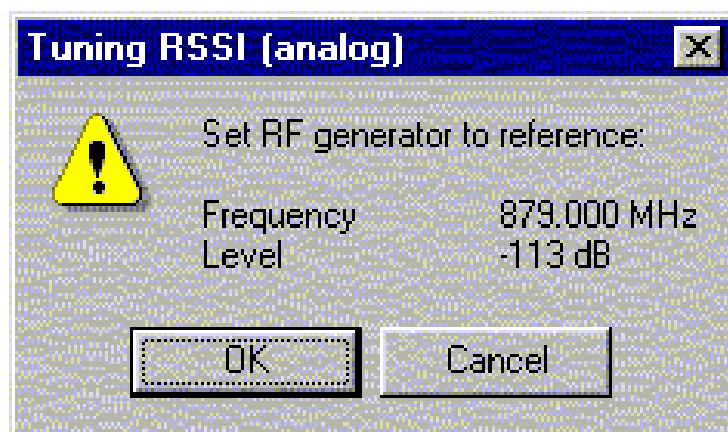 Tuning RSSI (analog)
Set RF generator to reference:
Frequency 879.000 MHz
Level -113 dB
OK Cancel